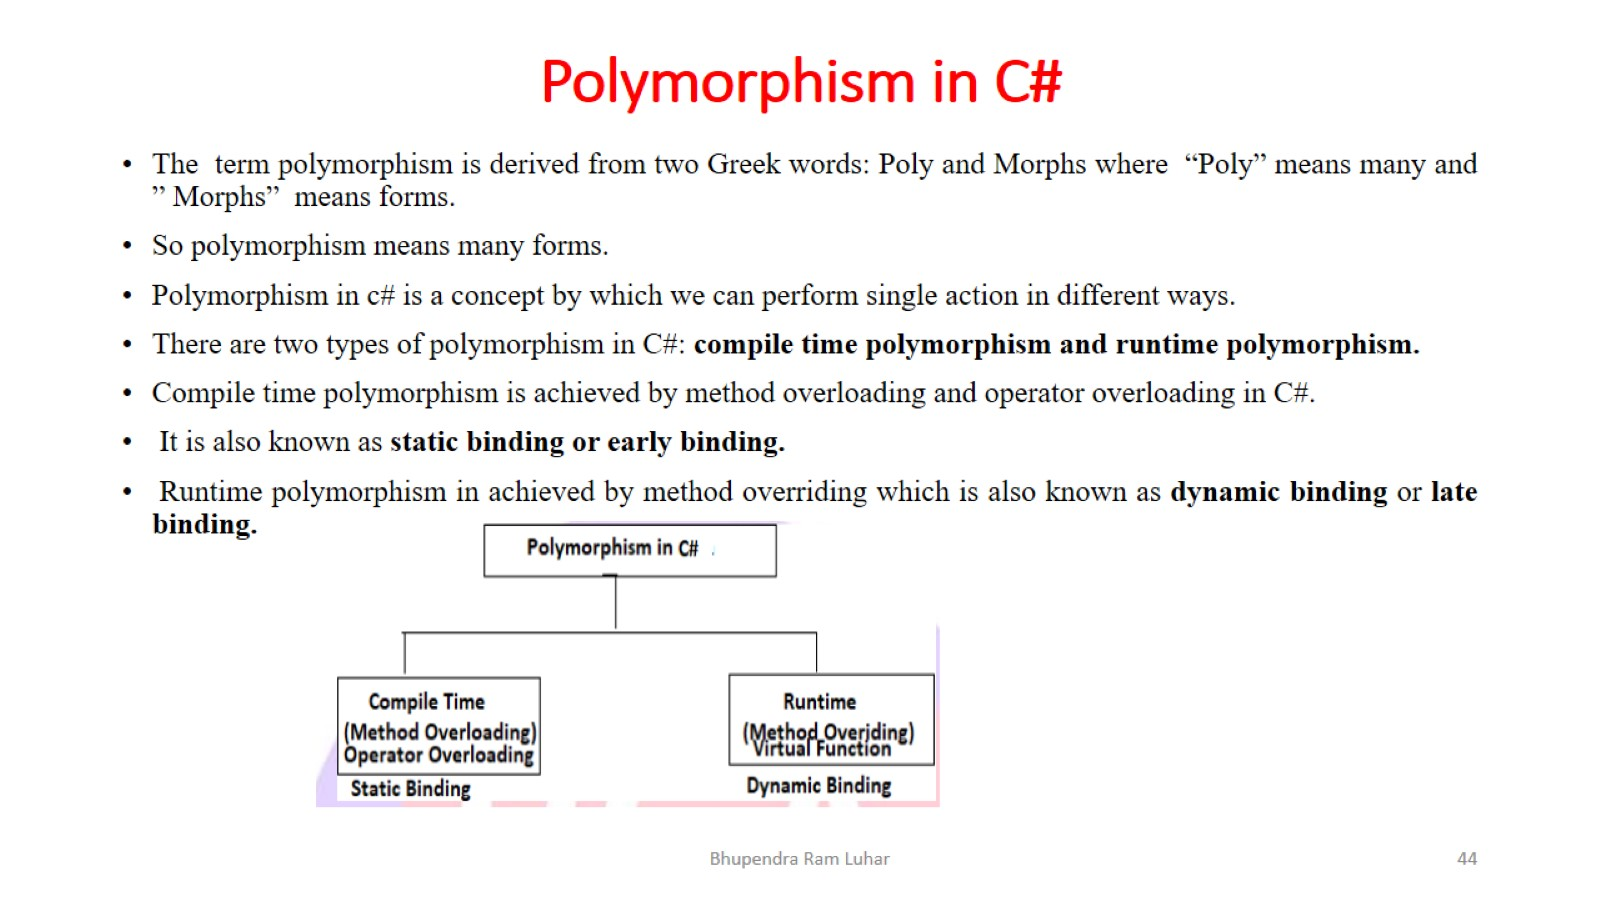 Polymorphism in C#
• The term polymorphism is derived from two Greek words: Poly and Morphs where “Poly” means many and
” Morphs” means forms.
• So polymorphism means many forms.
• Polymorphism in c# is a concept by which we can perform single action in different ways.
• There are two types of polymorphism in C#: compile time polymorphism and runtime polymorphism.
• Compile time polymorphism is achieved by method overloading and operator overloading in C#.
• It is also known as static binding or early binding.
• Runtime polymorphism in achieved by method overriding which is also known as dynamic binding or late
binding.
Polymorphism in C#
Compile Time
(Method Overloading)
Operator Overloading
Static Binding
Runtime
(Method Overiding)
Virtual Function
Dynamic Binding
Bhupendra Ram Luhar
44